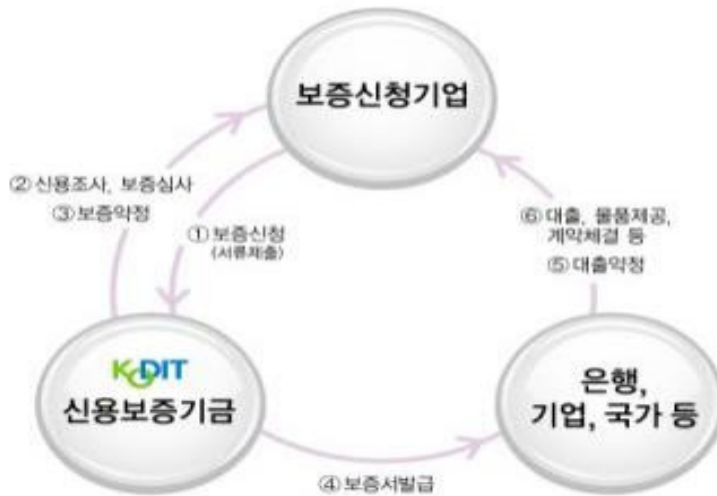 보증신청기업
② 신용조사, 보증심사
③ 보증약정
① 보증신청
(서류제출)
⑥ 대출, 물품제공,
계약체결 등
⑤ 대출약정
KODIT
신용보증기금
은행,
기업, 국가 등
④ 보증서발급